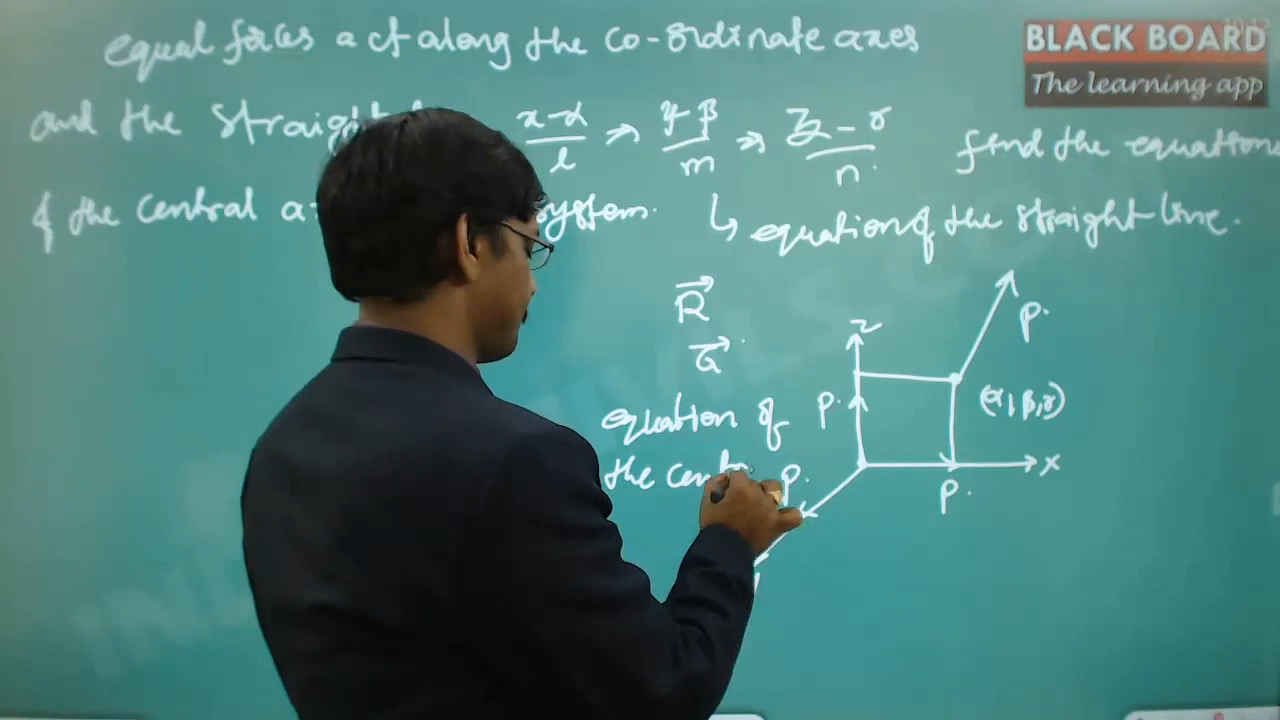 equal forces act along the co-ordinate axes
and the straight x-α/l = y-β/m = z-γ/n find the equations
of the central system. ↳ equation of the straight line.
R
G.
equation of
the cent
z
P.
P.
(α, β, γ)
P.
x
P.
BLACK BOARD
The learning app